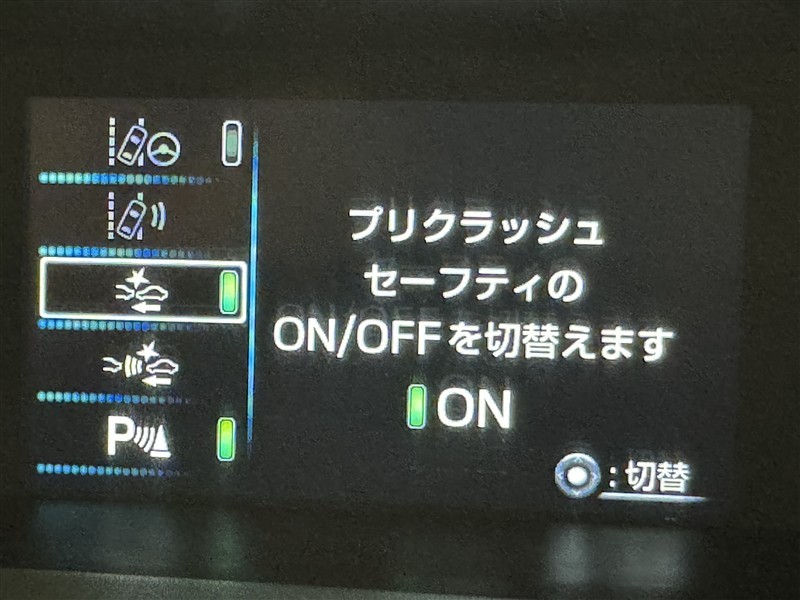 プリクラッシュ
セーフティの
ON/OFFを切替えます
ON
:切替
P